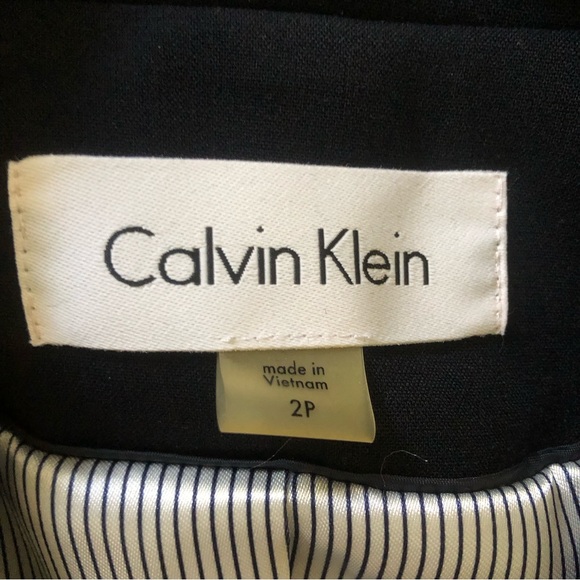 Calvin Klein
made in
Vietnam
2P